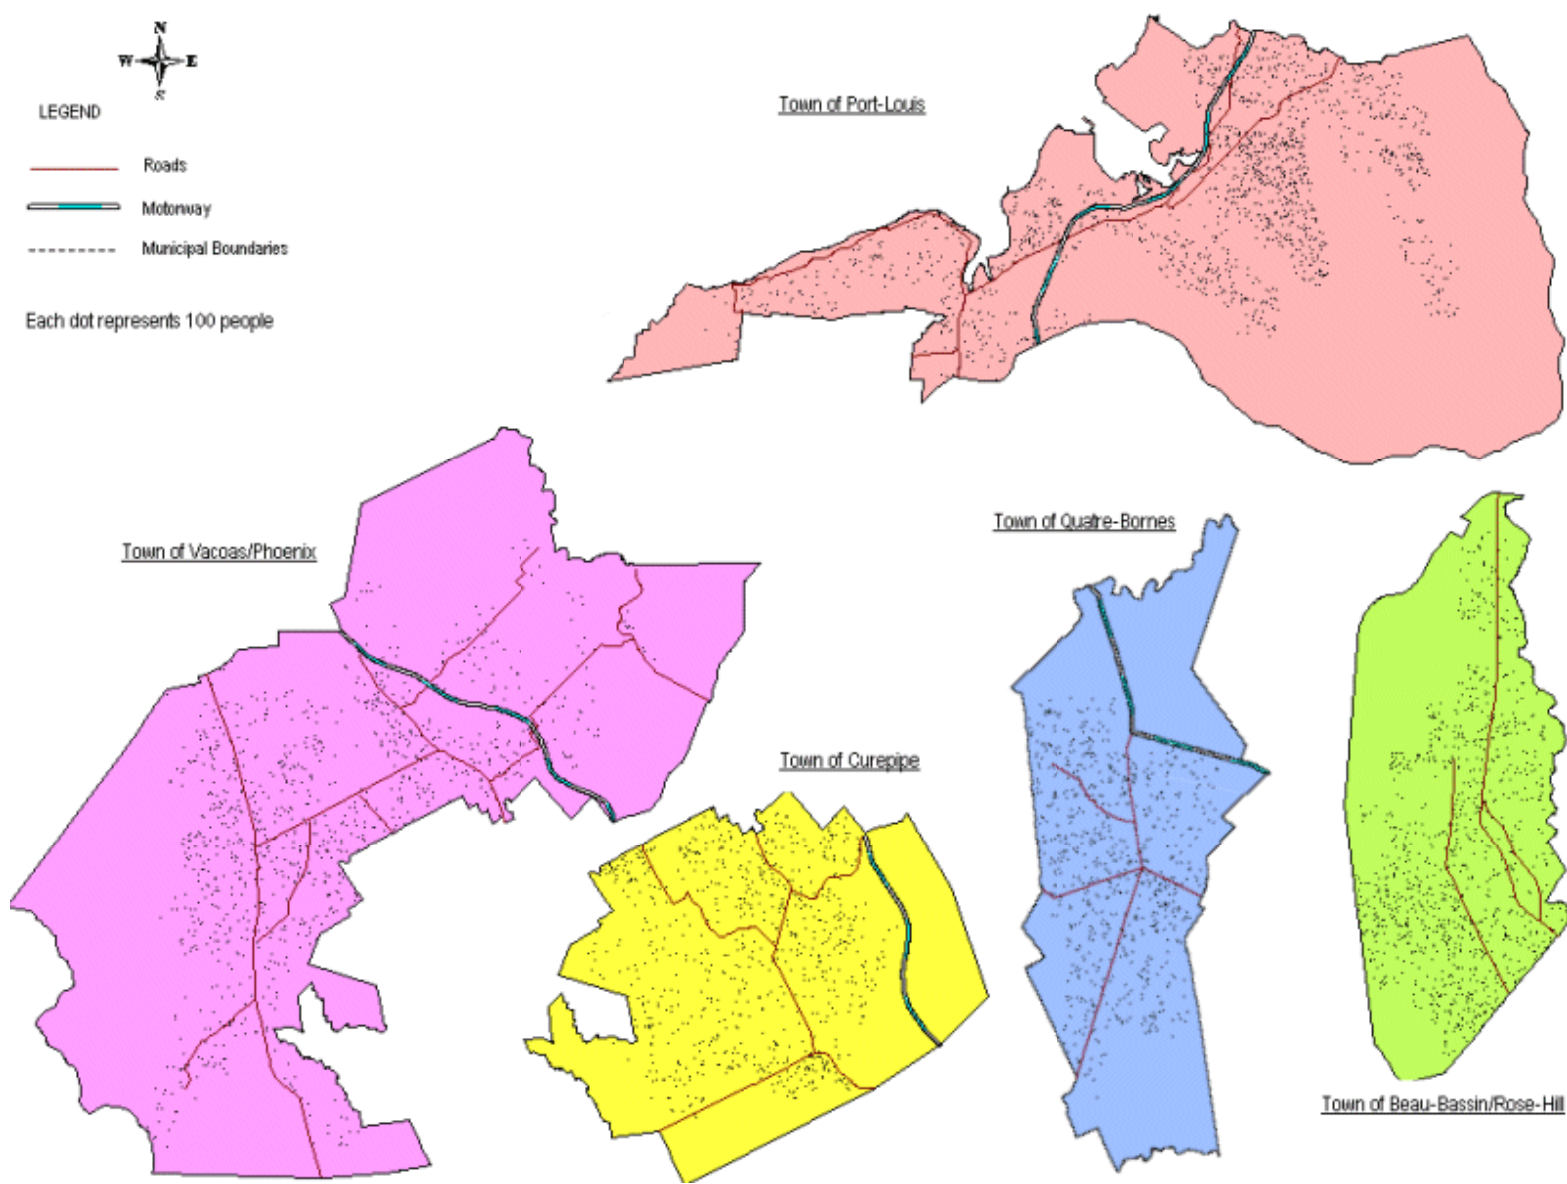 N
W E
S
LEGEND
Roads
Motorway
Municipal Boundaries
Each dot represents 100 people
Town of Port-Louis
Town of Vacoas/Phoenix
Town of Quatre-Bornes
Town of Curepipe
Town of Beau-Bassin/Rose-Hill